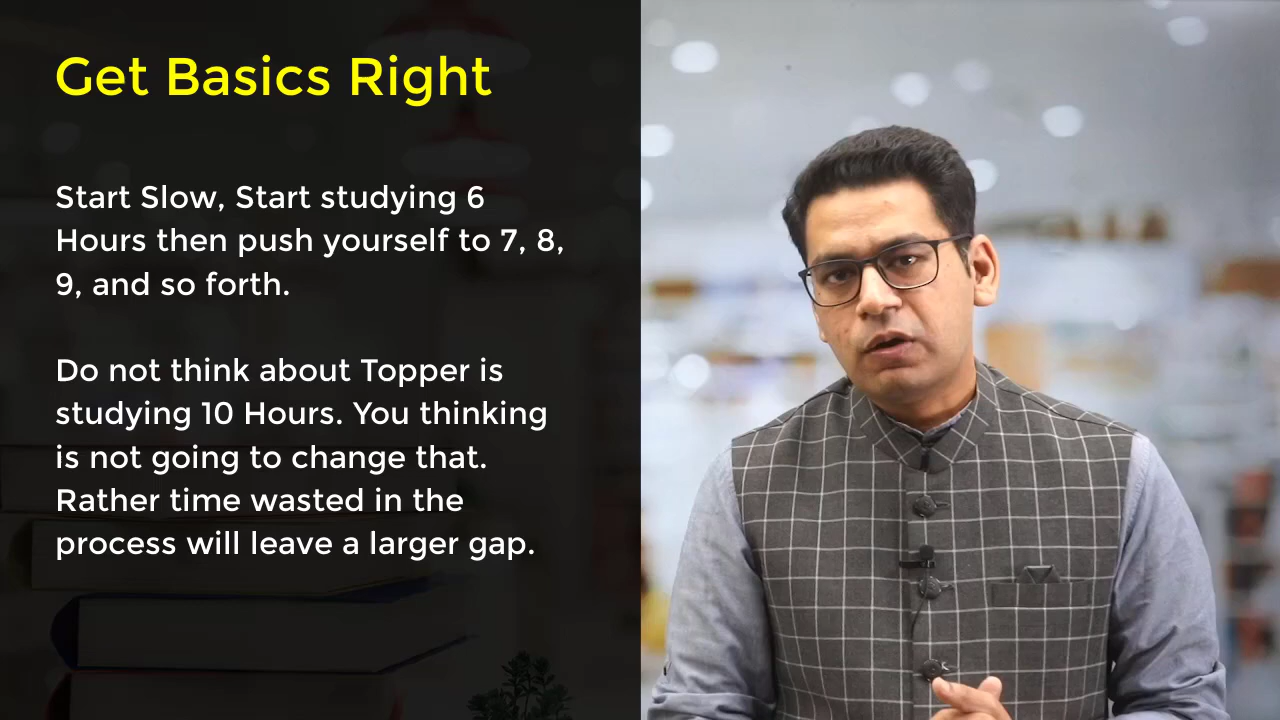 Get Basics Right
Start Slow, Start studying 6
Hours then push yourself to 7, 8,
9, and so forth.
Do not think about Topper is
studying 10 Hours. You thinking
is not going to change that.
Rather time wasted in the
process will leave a larger gap.